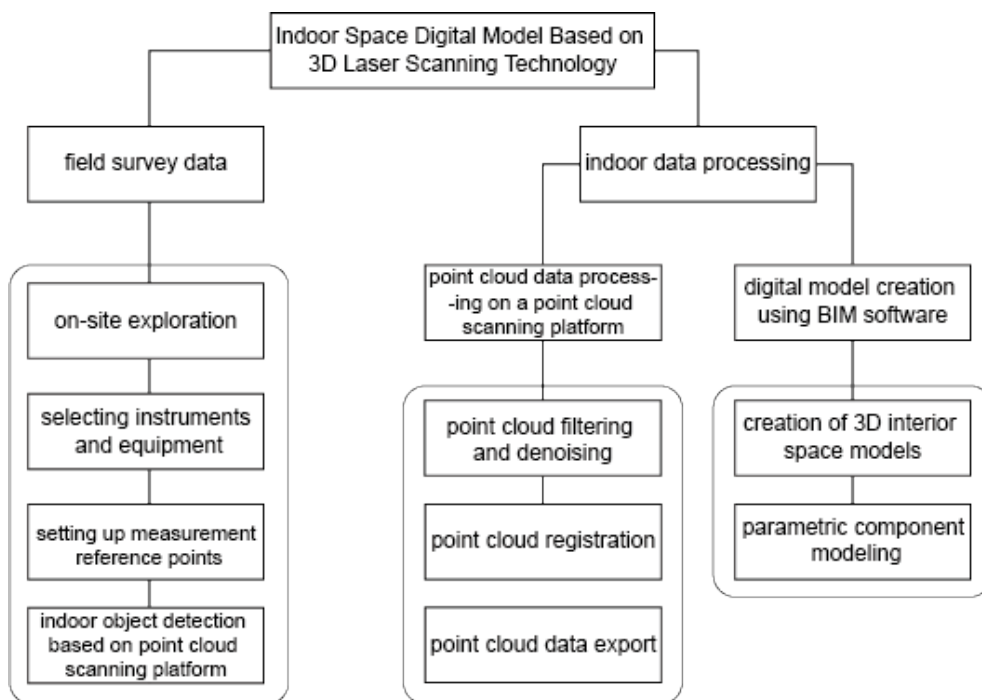 Indoor Space Digital Model Based on
3D Laser Scanning Technology
field survey data
indoor data processing
on-site exploration
selecting instruments
and equipment
setting up measurement
reference points
indoor object detection
based on point cloud
scanning platform
point cloud data process-
-ing on a point cloud
scanning platform
point cloud filtering
and denoising
point cloud registration
point cloud data export
digital model creation
using BIM software
creation of 3D interior
space models
parametric component
modeling